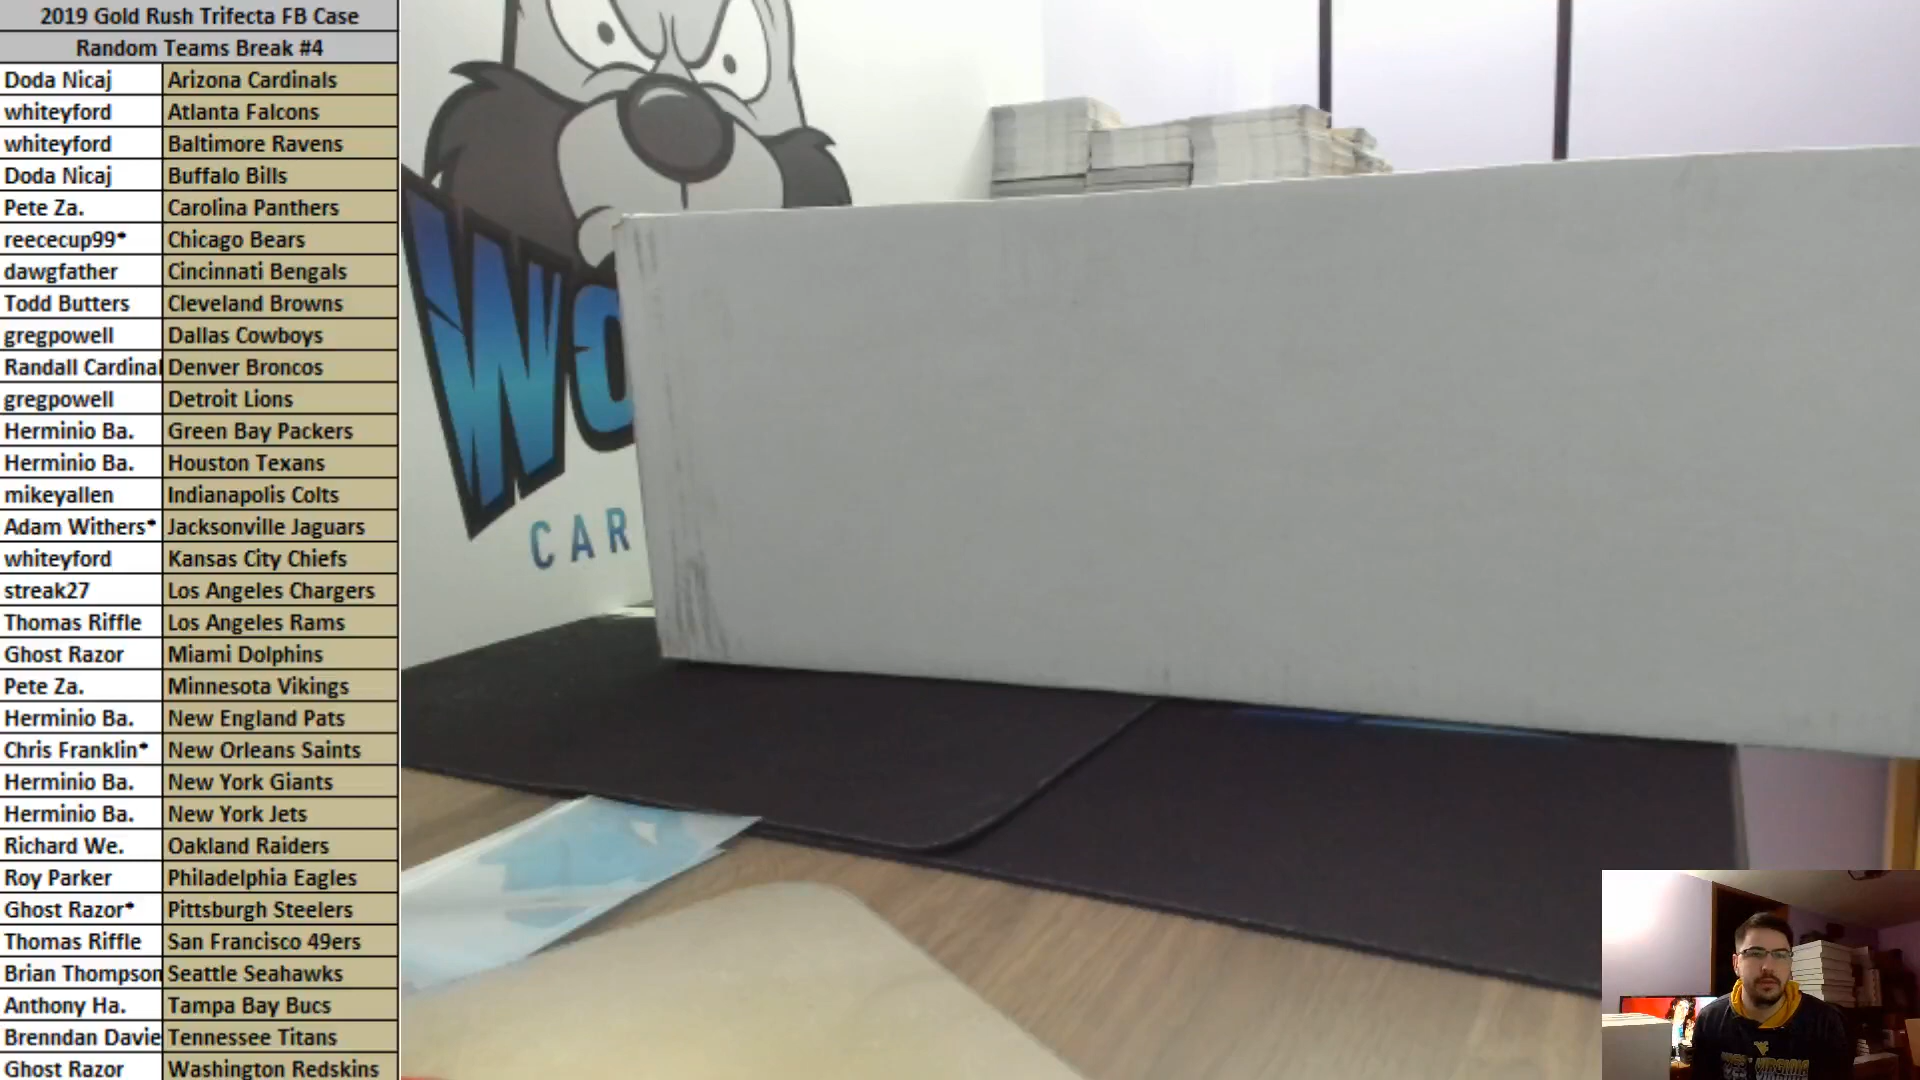 2019 Gold Rush Trifecta FB Case
Random Teams Break #4
Doda Nicaj Arizona Cardinals
whiteyford Atlanta Falcons
whiteyford Baltimore Ravens
Doda Nicaj Buffalo Bills
Pete Za. Carolina Panthers
reececup99* Chicago Bears
dawgfather Cincinnati Bengals
Todd Butters Cleveland Browns
gregpowell Dallas Cowboys
Randall Cardinal Denver Broncos
gregpowell Detroit Lions
Herminio Ba. Green Bay Packers
Herminio Ba. Houston Texans
mikeyallen Indianapolis Colts
Adam Withers* Jacksonville Jaguars
whiteyford Kansas City Chiefs
streak27 Los Angeles Chargers
Thomas Riffle Los Angeles Rams
Ghost Razor Miami Dolphins
Pete Za. Minnesota Vikings
Herminio Ba. New England Pats
Chris Franklin* New Orleans Saints
Herminio Ba. New York Giants
Herminio Ba. New York Jets
Richard We. Oakland Raiders
Roy Parker Philadelphia Eagles
Ghost Razor* Pittsburgh Steelers
Thomas Riffle San Francisco 49ers
Brian Thompson Seattle Seahawks
Anthony Ha. Tampa Bay Bucs
Brenndan Davie Tennessee Titans
Ghost Razor Washington Redskins
Wo
CAR
VIRGINIA